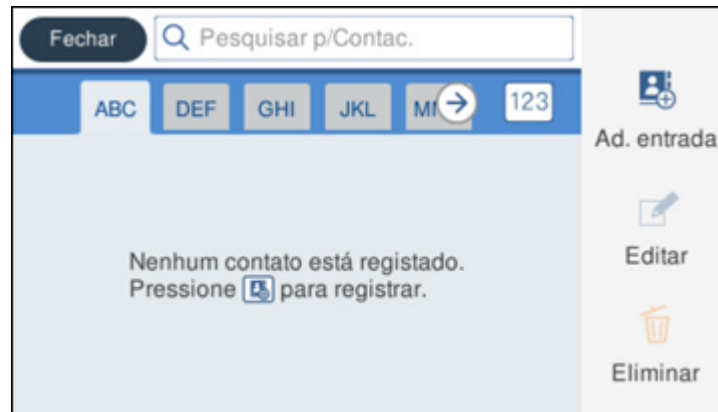 Fechar
Pesquisar p/Contac.
ABC
DEF
GHI
JKL
123
Ad. entrada
Nenhum contato está registado.
Pressione para registrar.
Editar
Eliminar